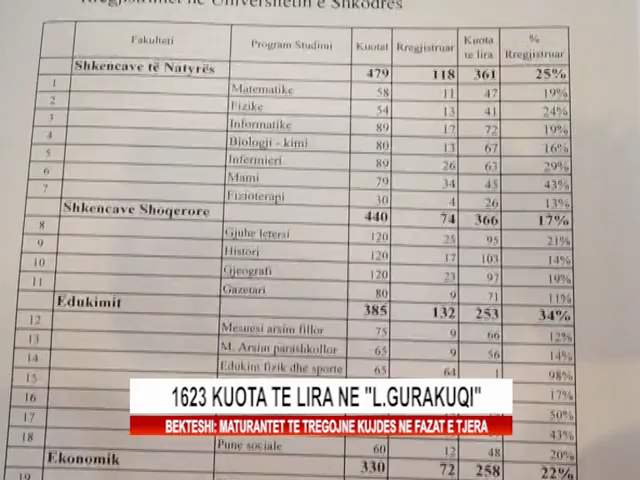 Rregjistrimet në Universitetin e Shkodrës
Fakulteti Program Studimi Kuotat Rregjistruar Kuota te lira % Rregjistruar
Shkencave të Natyrës 479 118 361 25%
1 Matematike 58 11 47 19%
2 Fizike 54 13 41 24%
3 Informatike 89 17 72 19%
4 Biologji - kimi 80 13 67 16%
5 Infermieri 89 26 63 29%
6 Mami 79 34 45 43%
7 Fizioterapi 30 4 26 13%
Shkencave Shoqerore 440 74 366 17%
8 Gjuhe letersi 120 25 95 21%
9 Histori 120 17 103 14%
10 Gjeografi 120 23 97 19%
11 Gazetari 80 9 71 11%
Edukimit 385 132 253 34%
12 Mesuesi arsim fillor 75 9 66 12%
13 M. Arsim parashkollor 65 9 56 14%
14 Edukim fizik dhe sporte 65 64 1 98%
15 17%
16 50%
17 43%
18 Pune sociale 60 12 48 20%
Ekonomik 330 72 258 22%
19
1623 KUOTA TE LIRA NE "L.GURAKUQI"
BEKTESHI: MATURANTET TE TREGOJNE KUJDES NE FAZAT E TJERA